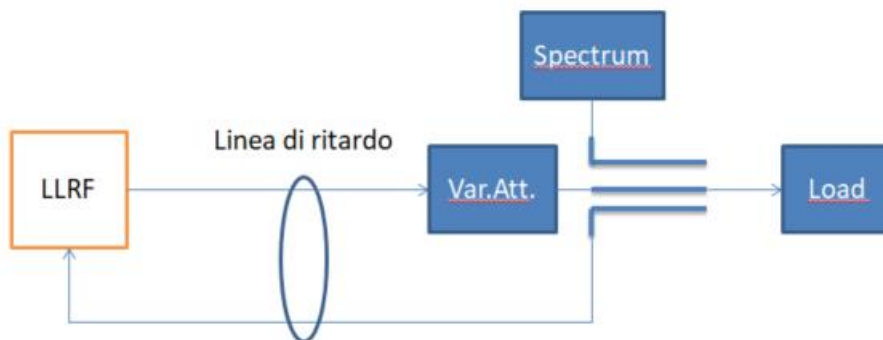 Spectrum
Linea di ritardo
LLRF
Var.Att.
Load